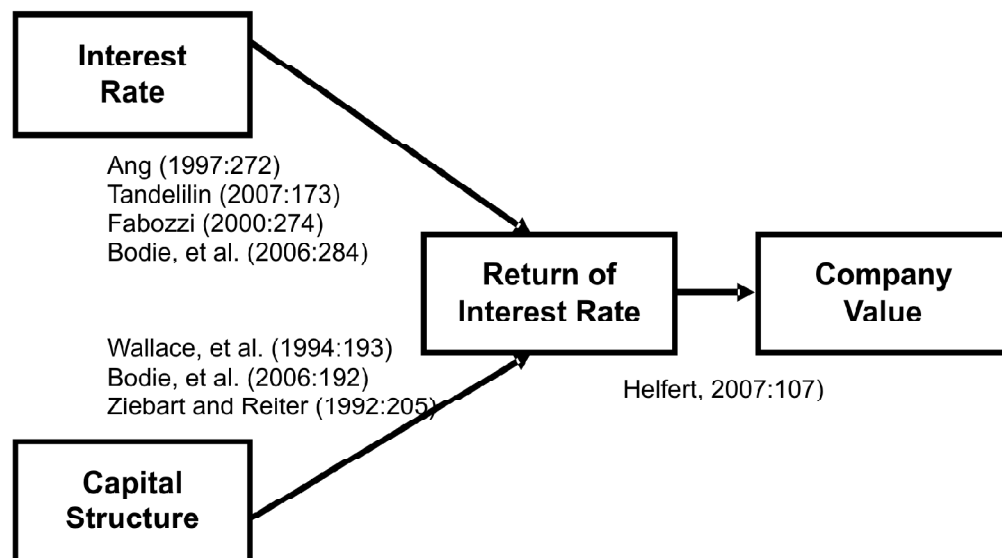 Interest
Rate
Ang (1997:272)
Tandelilin (2007:173)
Fabozzi (2000:274)
Bodie, et al. (2006:284)
Return of
Interest Rate
Company
Value
Wallace, et al. (1994:193)
Bodie, et al. (2006:192)
Ziebart and Reiter (1992:205)
Helfert, 2007:107)
Capital
Structure